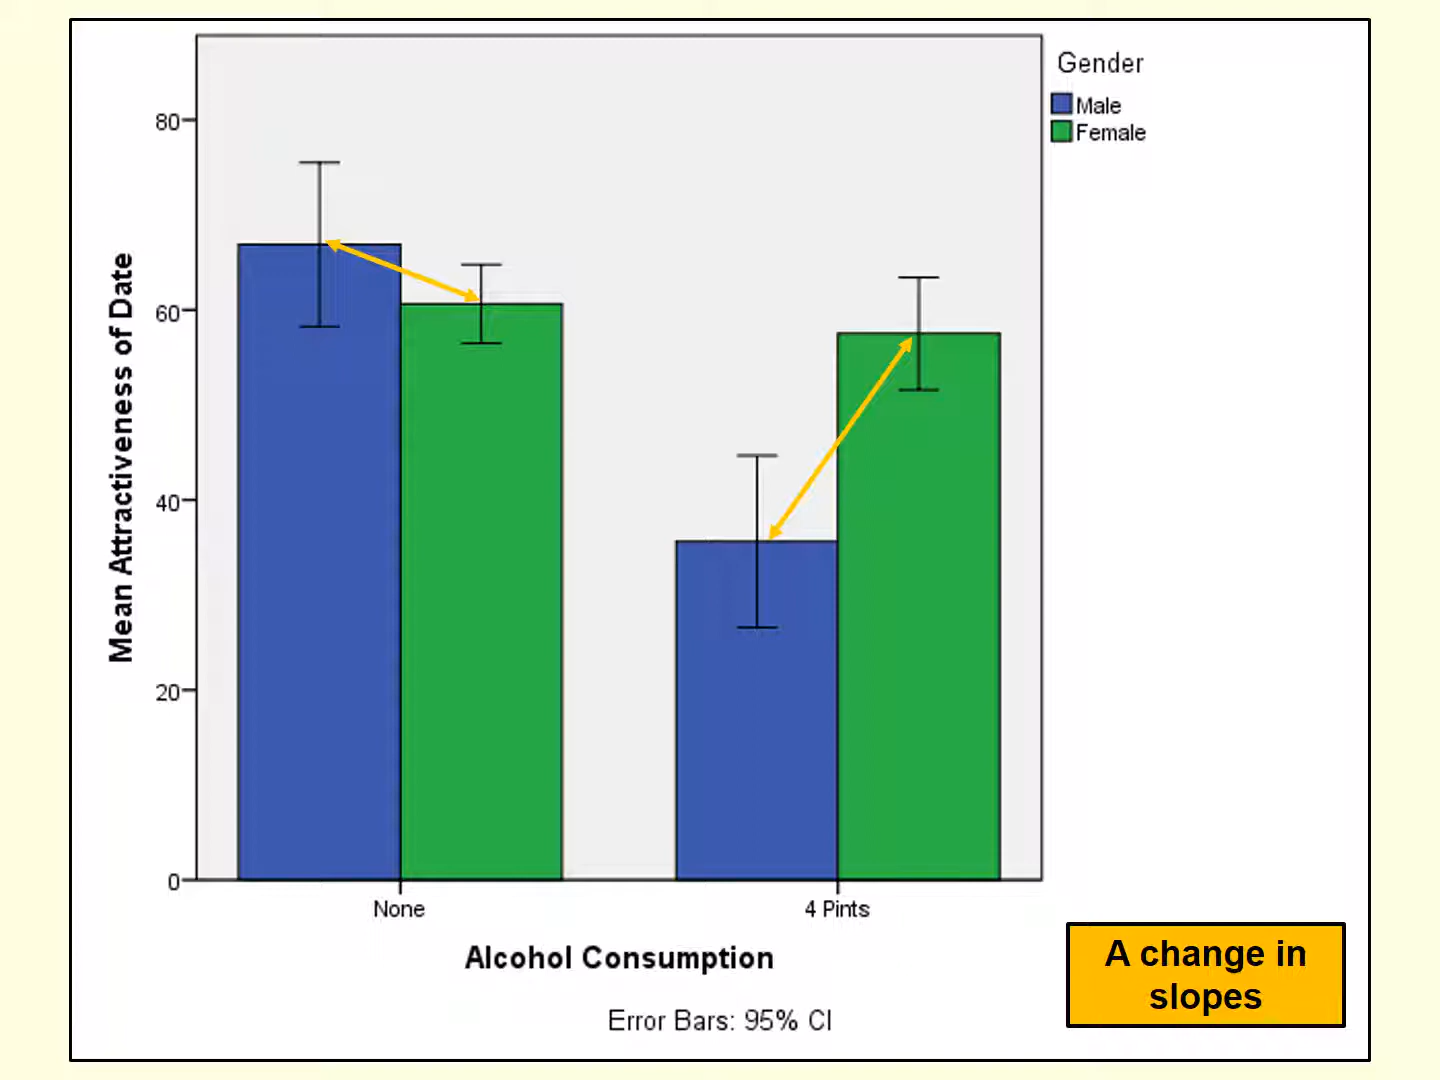 Gender
Male
Female
80
60
40
20
0
Mean Attractiveness of Date
None
4 Pints
Alcohol Consumption
Error Bars: 95% CI
A change in
slopes